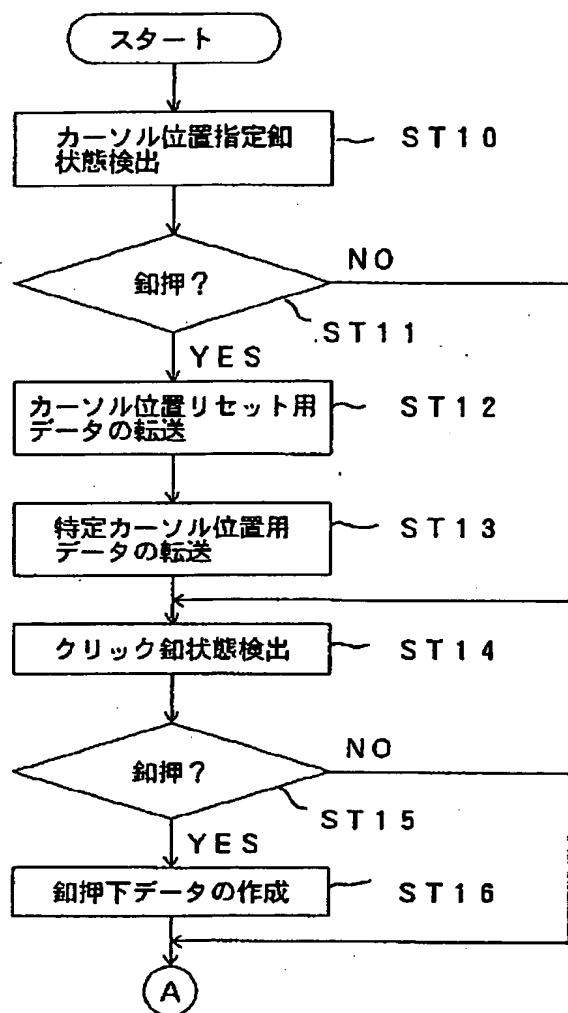 スタート
カーソル位置指定釦
状態検出
ST10
釦押?
NO
ST11
YES
カーソル位置リセット用
データの転送
ST12
特定カーソル位置用
データの転送
ST13
クリック釦状態検出
ST14
釦押?
NO
ST15
YES
釦押下データの作成
ST16
A